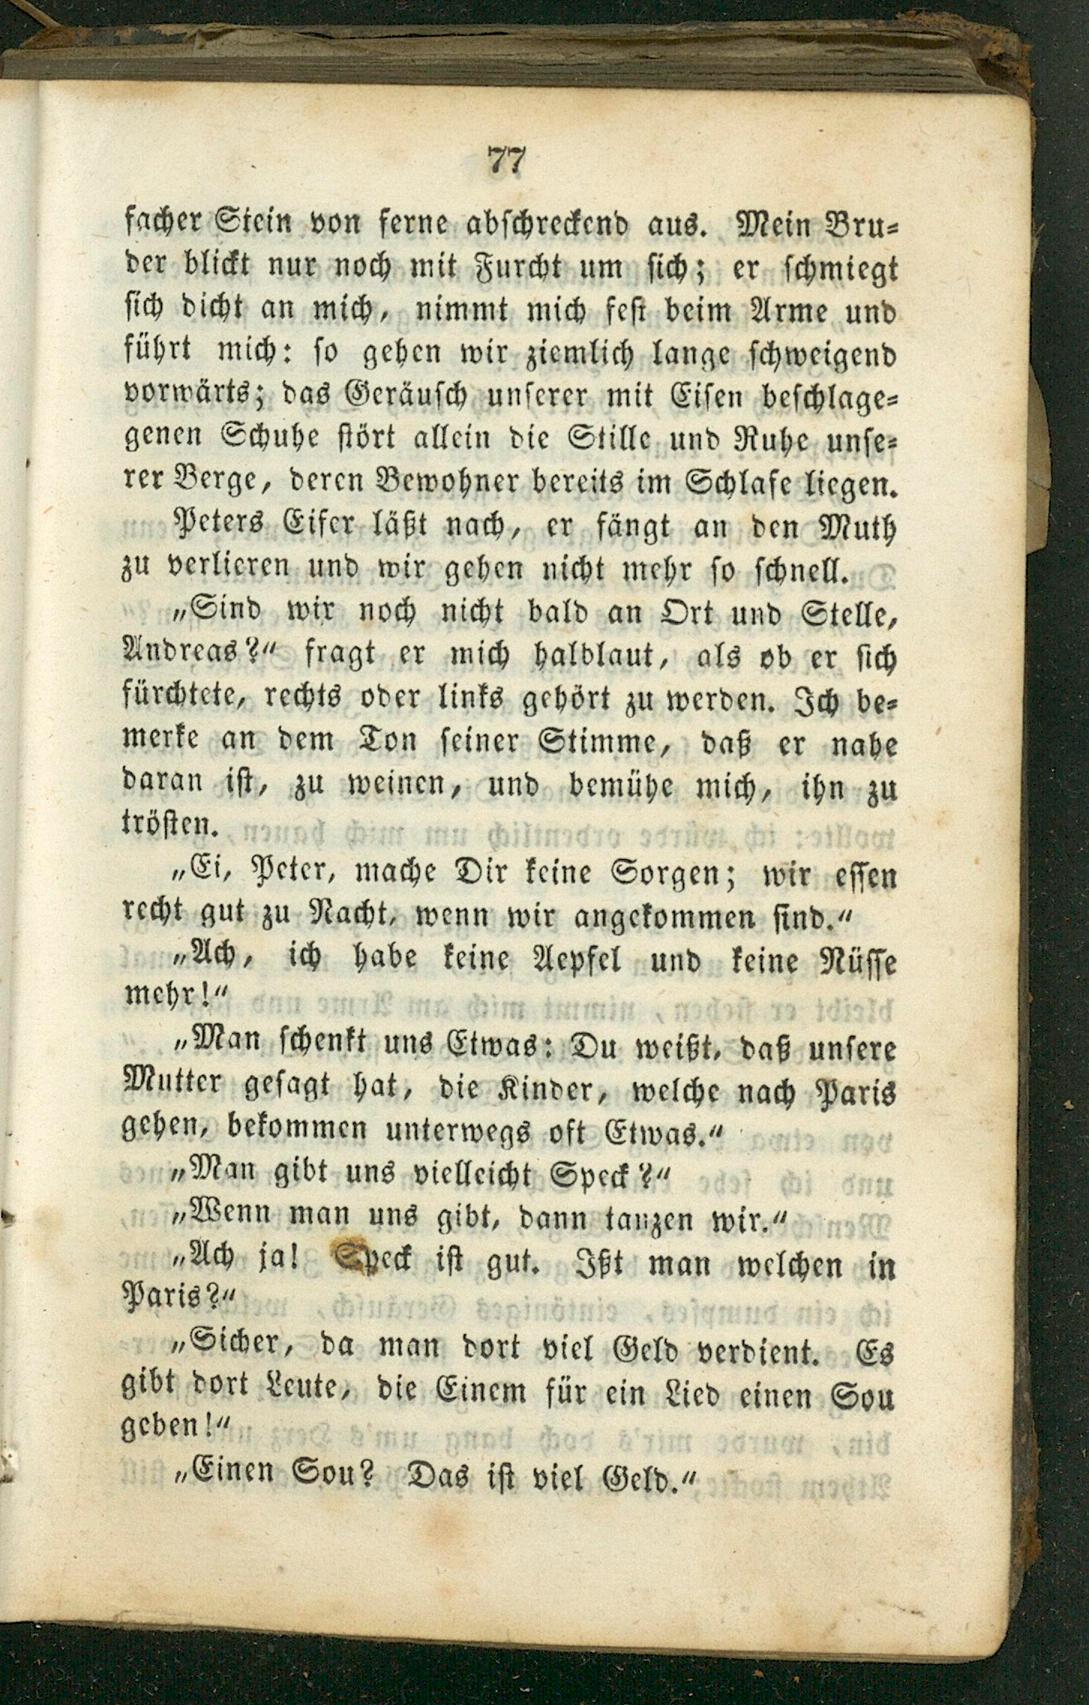 77
facher Stein von ferne abschreckend aus. Mein Bru-
der blickt nur noch mit Furcht um sich; er schmiegt
sich dicht an mich, nimmt mich fest beim Arme und
führt mich: so gehen wir ziemlich lange schweigend
vorwärts; das Geräusch unserer mit Eisen beschlage-
genen Schuhe stört allein die Stille und Ruhe unse-
rer Berge, deren Bewohner bereits im Schlafe liegen.
Peters Eifer läßt nach, er fängt an den Muth
zu verlieren und wir gehen nicht mehr so schnell.
„Sind wir noch nicht bald an Ort und Stelle,
Andreas?“ fragt er mich halblaut, als ob er sich
fürchtete, rechts oder links gehört zu werden. Ich be-
merke an dem Ton seiner Stimme, daß er nahe
daran ist, zu weinen, und bemühe mich, ihn zu
trösten.
„Ei, Peter, mache Dir keine Sorgen; wir essen
recht gut zu Nacht, wenn wir angekommen sind.“
„Ach, ich habe keine Aepfel und keine Nüsse
mehr!“
„Man schenkt uns Etwas: Du weißt, daß unsere
Mutter gesagt hat, die Kinder, welche nach Paris
gehen, bekommen unterwegs oft Etwas.“
„Man gibt uns vielleicht Speck?“
„Wenn man uns gibt, dann tanzen wir.“
„Ach ja! Speck ist gut. Ißt man welchen in
Paris?“
„Sicher, da man dort viel Geld verdient. Es
gibt dort Leute, die Einem für ein Lied einen Sou
geben!“
„Einen Sou? Das ist viel Geld.“